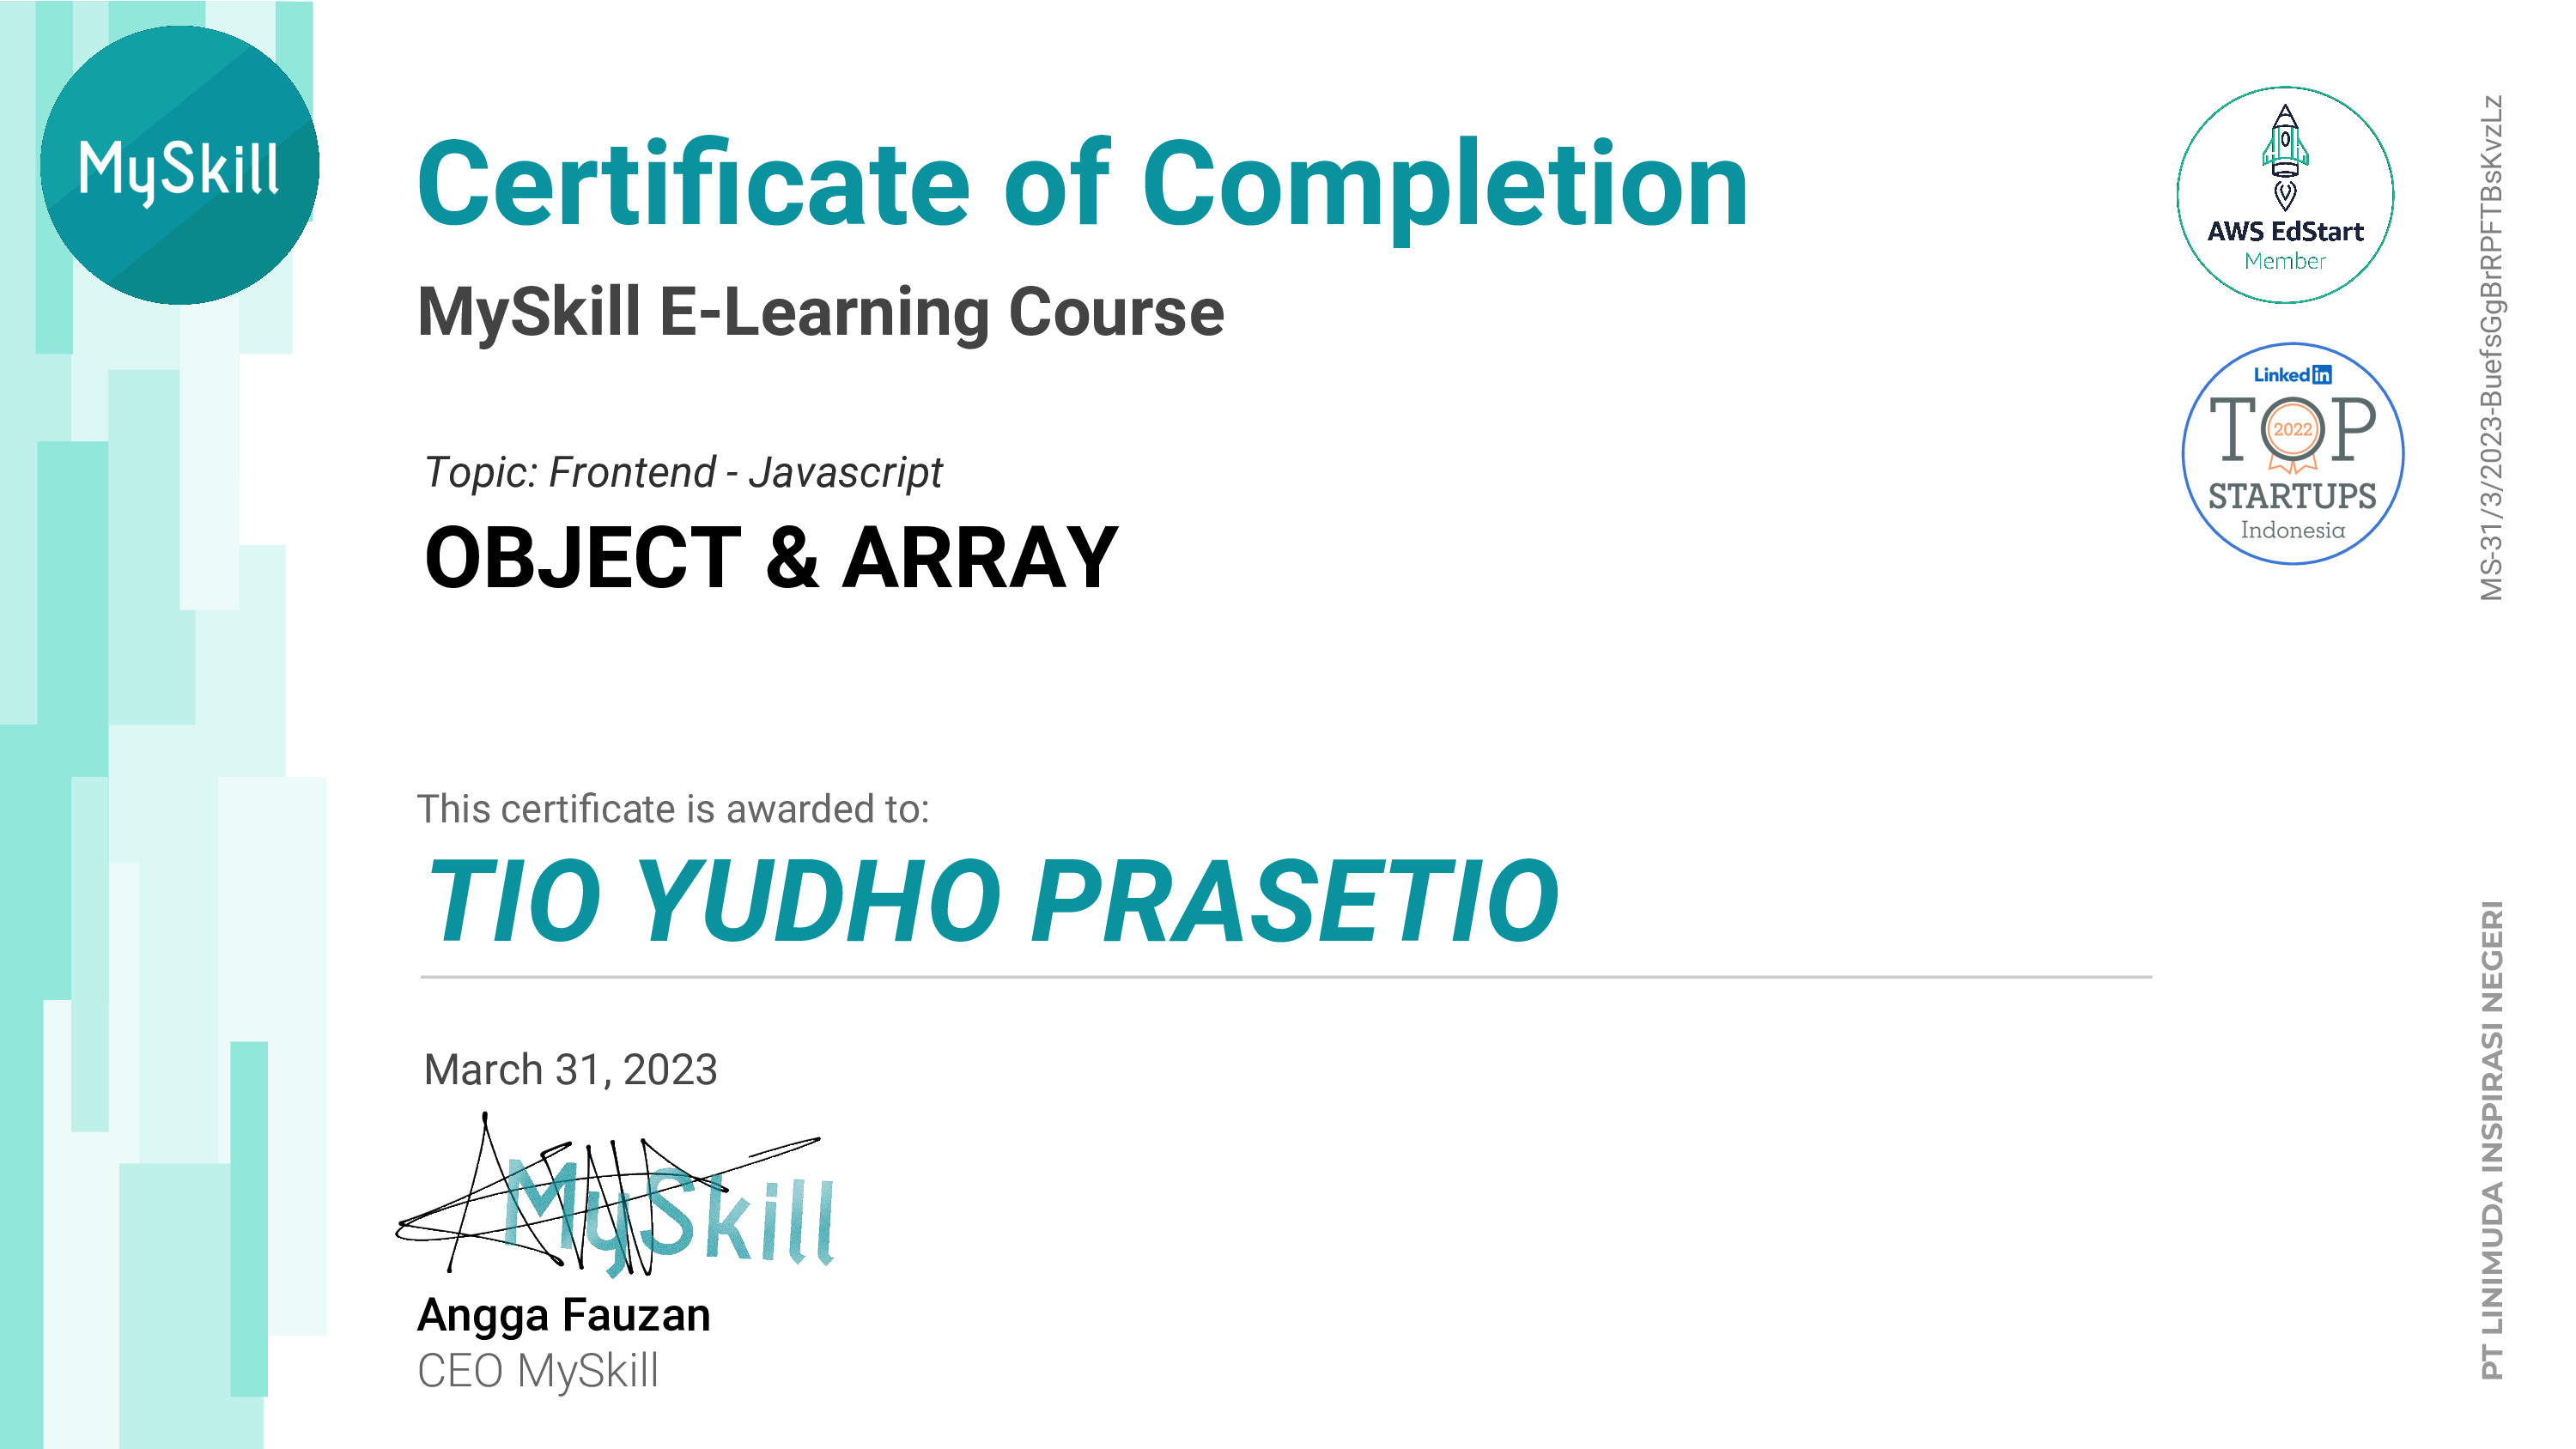 MySkill
Certificate of Completion
MySkill E-Learning Course
Topic: Frontend - Javascript
OBJECT & ARRAY
This certificate is awarded to:
TIO YUDHO PRASETIO
March 31, 2023
MySkill
Angga Fauzan
CEO MySkill
AWS EdStart
Member
Linked in
TOP
2022
STARTUPS
Indonesia
MS-31/3/2023-BuefsGgBrRPFTBsKvzLz
PT LINIMUDA INSPIRASI NEGERI